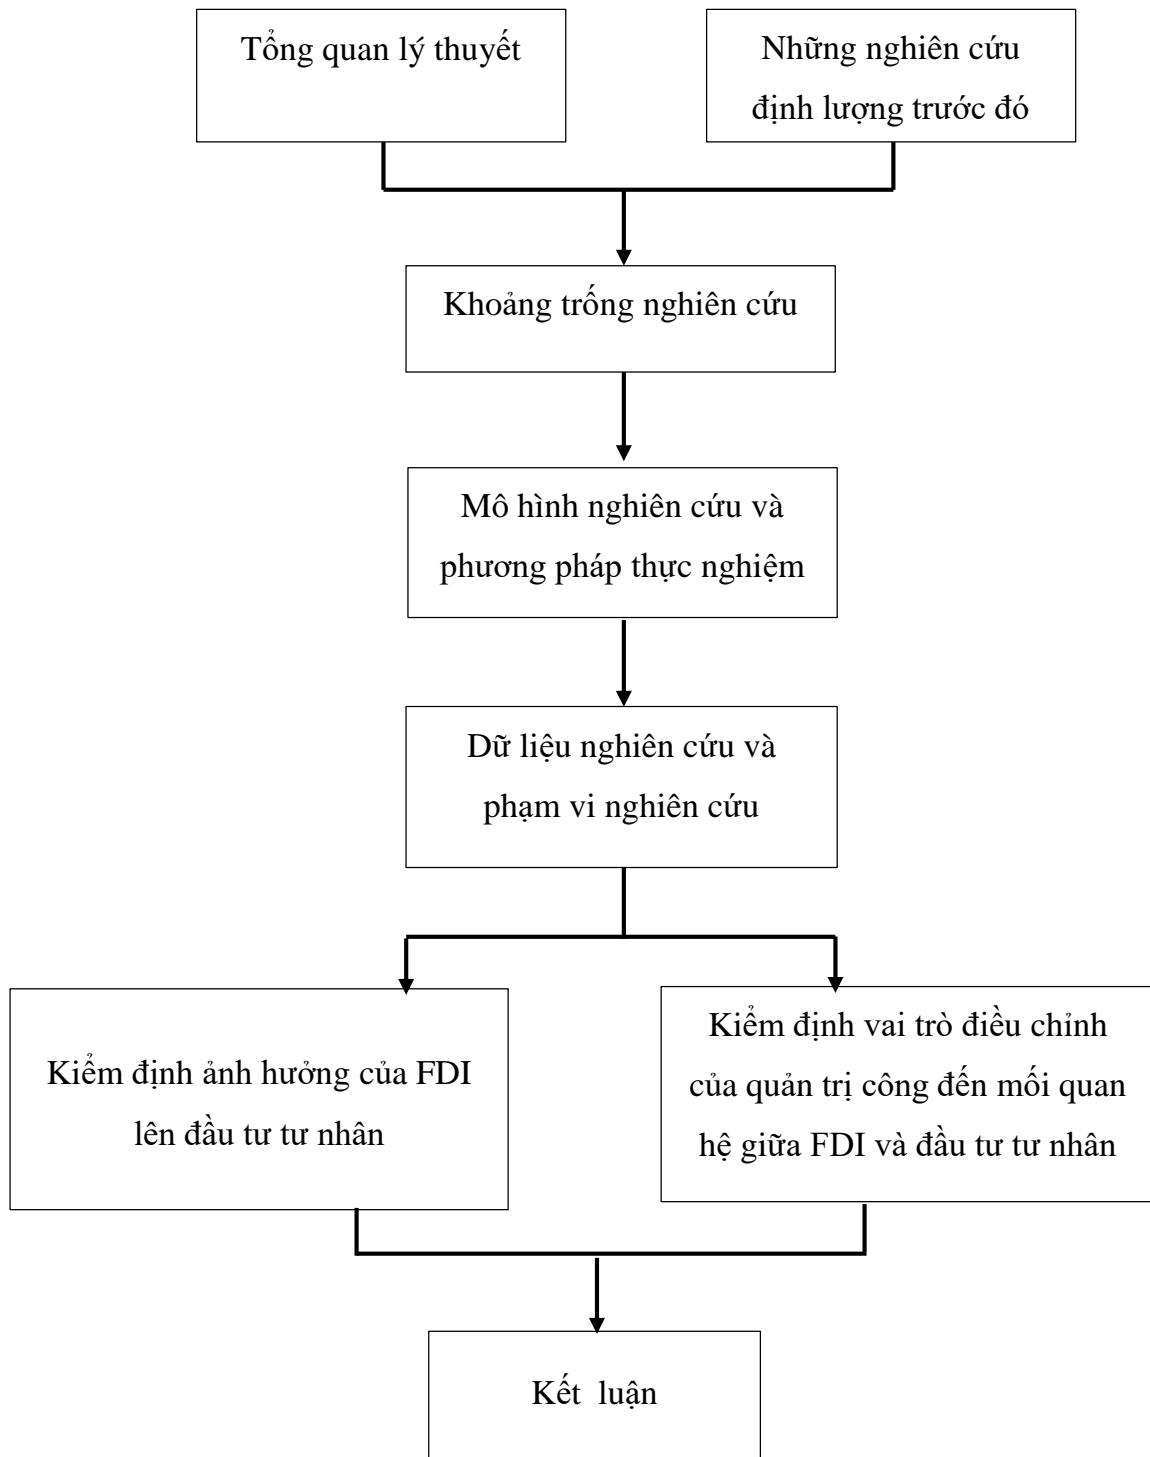 Tổng quan lý thuyết
Những nghiên cứu
định lượng trước đó
Khoảng trống nghiên cứu
Mô hình nghiên cứu và
phương pháp thực nghiệm
Dữ liệu nghiên cứu và
phạm vi nghiên cứu
Kiểm định ảnh hưởng của FDI
lên đầu tư tư nhân
Kiểm định vai trò điều chỉnh
của quản trị công đến mối quan
hệ giữa FDI và đầu tư tư nhân
Kết luận